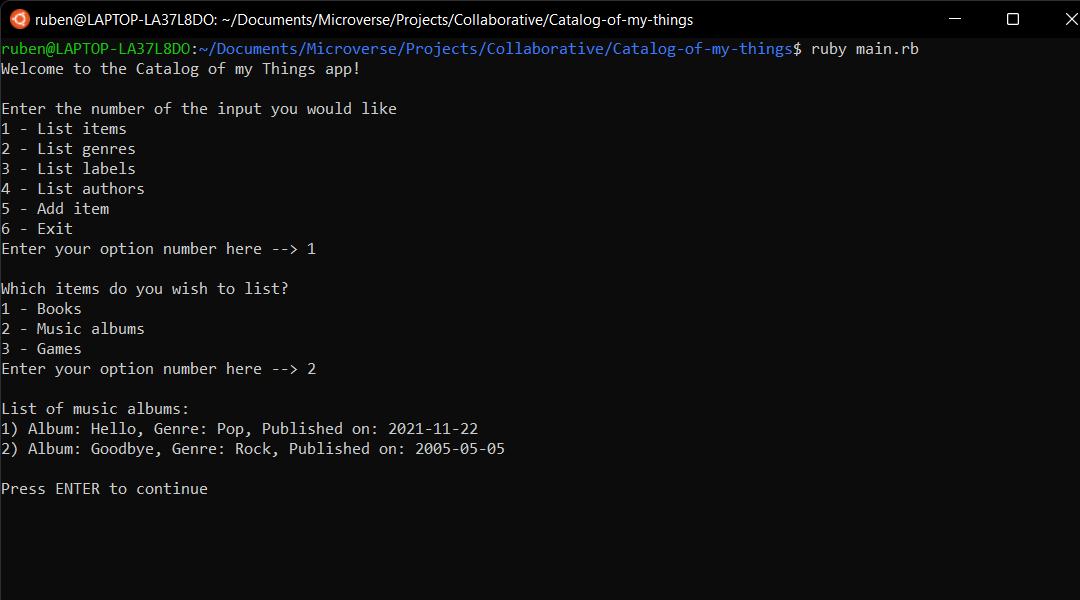 ruben@LAPTOP-LA37L8DO: ~/Documents/Microverse/Projects/Collaborative/Catalog-of-my-things
ruben@LAPTOP-LA37L8DO:~/Documents/Microverse/Projects/Collaborative/Catalog-of-my-things$ ruby main.rb
Welcome to the Catalog of my Things app!
Enter the number of the input you would like
1 - List items
2 - List genres
3 - List labels
4 - List authors
5 - Add item
6 - Exit
Enter your option number here --> 1
Which items do you wish to list?
1 - Books
2 - Music albums
3 - Games
Enter your option number here --> 2
List of music albums:
1) Album: Hello, Genre: Pop, Published on: 2021-11-22
2) Album: Goodbye, Genre: Rock, Published on: 2005-05-05
Press ENTER to continue